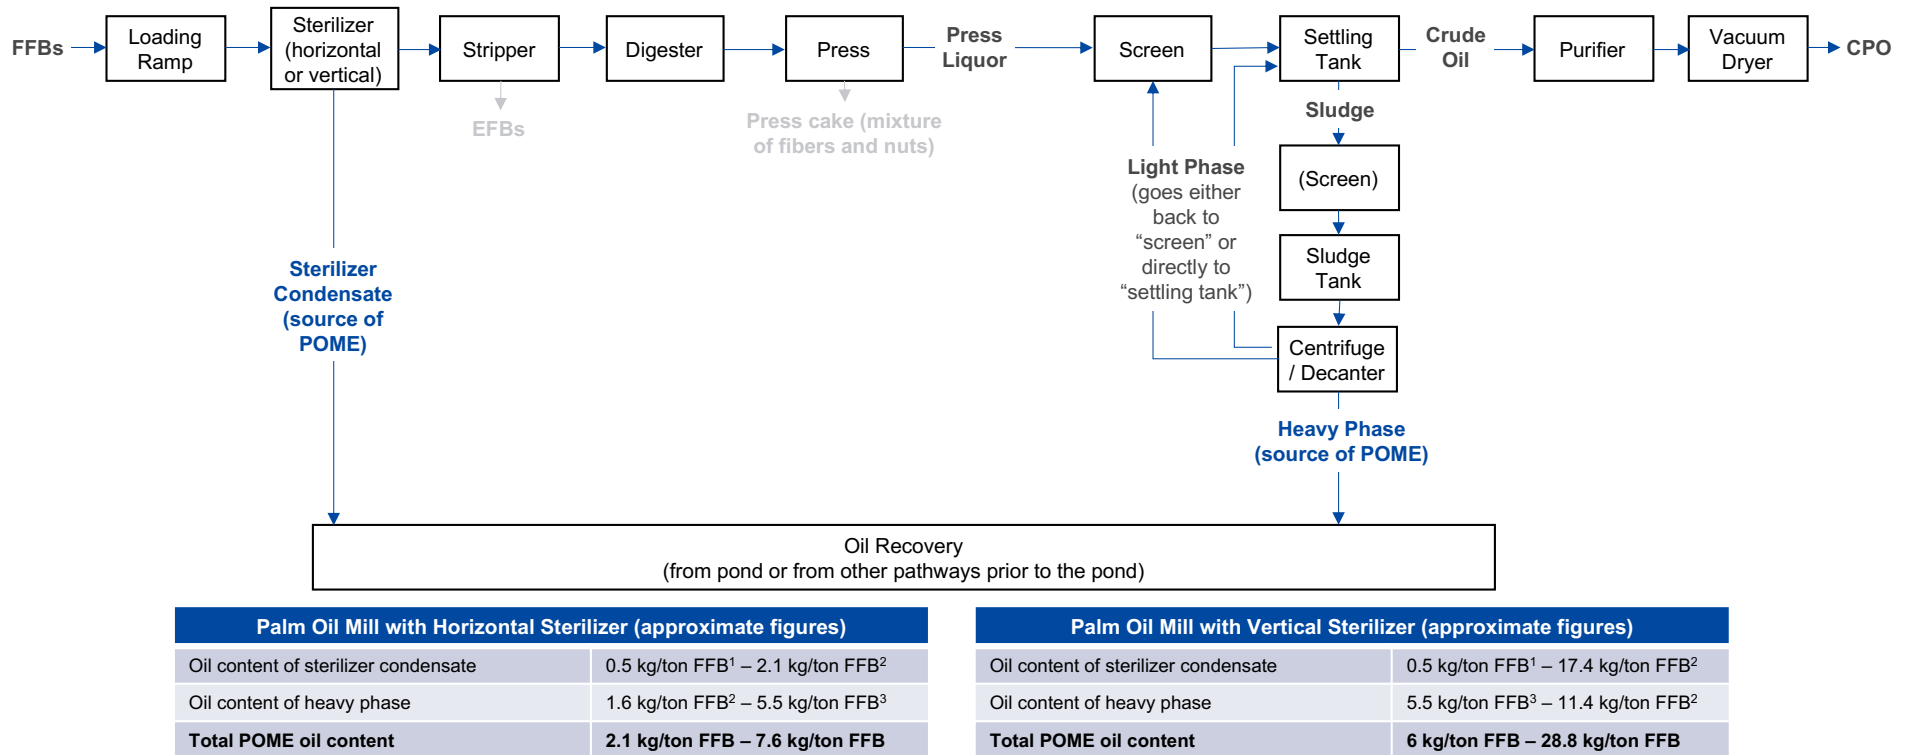 FFBs
Loading
Ramp
Sterilizer
(horizontal
or vertical)
Stripper
Digester
Press
Press
Liquor
Screen
Settling
Tank
Crude
Oil
Purifier
Vacuum
Dryer
CPO
EFBs
Press cake (mixture
of fibers and nuts)
Sludge
(Screen)
Light Phase
(goes either
back to
“screen” or
directly to
“settling tank”)
Sludge
Tank
Centrifuge
/ Decanter
Sterilizer
Condensate
(source of
POME)
Heavy Phase
(source of POME)
Oil Recovery
(from pond or from other pathways prior to the pond)
Palm Oil Mill with Horizontal Sterilizer (approximate figures)
Oil content of sterilizer condensate 0.5 kg/ton FFB¹ – 2.1 kg/ton FFB²
Oil content of heavy phase 1.6 kg/ton FFB² – 5.5 kg/ton FFB³
Total POME oil content 2.1 kg/ton FFB – 7.6 kg/ton FFB
Palm Oil Mill with Vertical Sterilizer (approximate figures)
Oil content of sterilizer condensate 0.5 kg/ton FFB¹ – 17.4 kg/ton FFB²
Oil content of heavy phase 5.5 kg/ton FFB³ – 11.4 kg/ton FFB²
Total POME oil content 6 kg/ton FFB – 28.8 kg/ton FFB